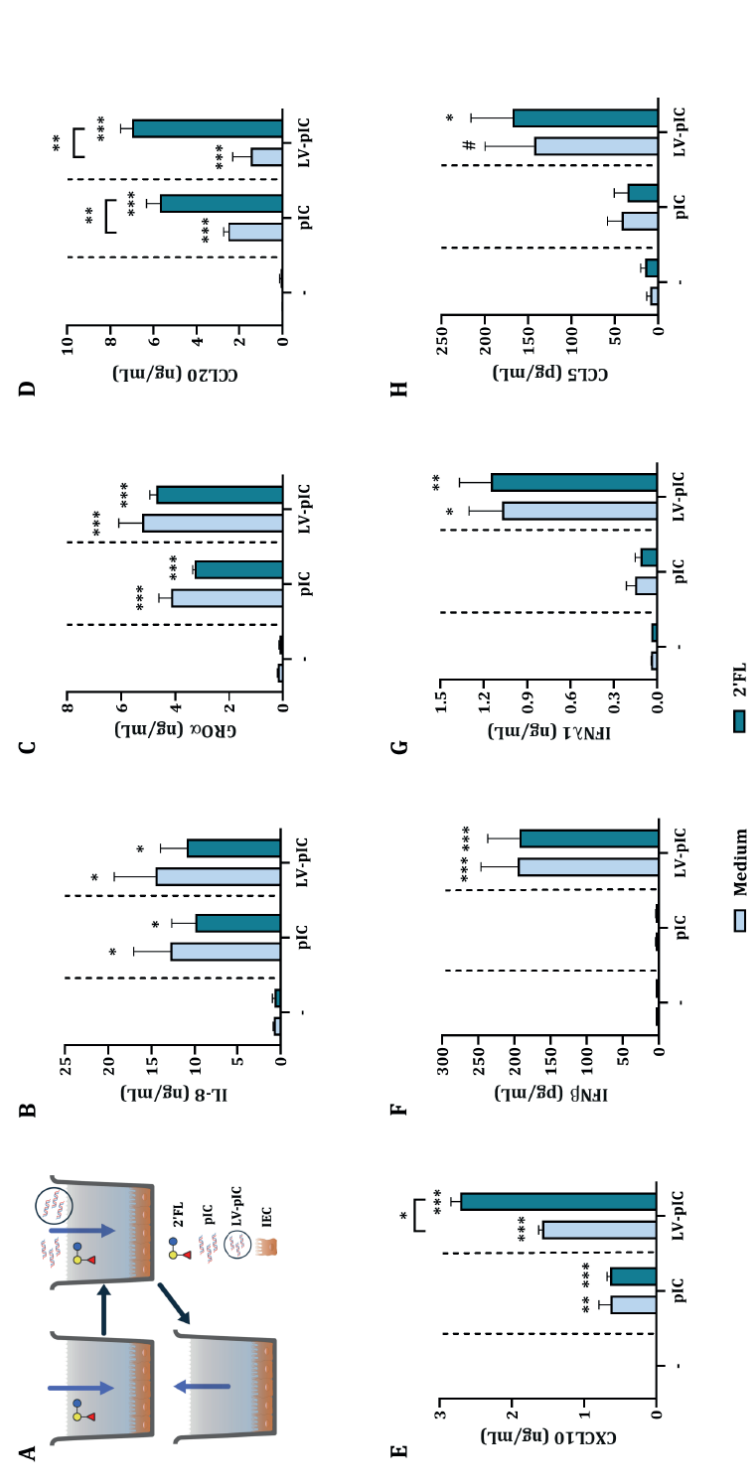 A
2'FL
pIC
LV-pIC
IEC
B
IL-8 (ng/mL)
25
20
15
10
5
0
*
*
*
*
-
pIC
LV-pIC
C
GROα (ng/mL)
8
6
4
2
0
***
***
***
***
-
pIC
LV-pIC
D
CCL20 (ng/mL)
10
8
6
4
2
0
***
***
**
***
***
**
-
pIC
LV-pIC
E
CXCL10 (ng/mL)
3
2
1
0
**
***
***
***
*
-
pIC
LV-pIC
F
IFNβ (pg/mL)
300
250
200
150
100
50
0
*** ***
-
pIC
LV-pIC
G
IFNλ1 (ng/mL)
1.5
1.2
0.9
0.6
0.3
0.0
*
**
-
pIC
LV-pIC
H
CCL5 (pg/mL)
250
200
150
100
50
0
#
*
-
pIC
LV-pIC
Medium 2'FL